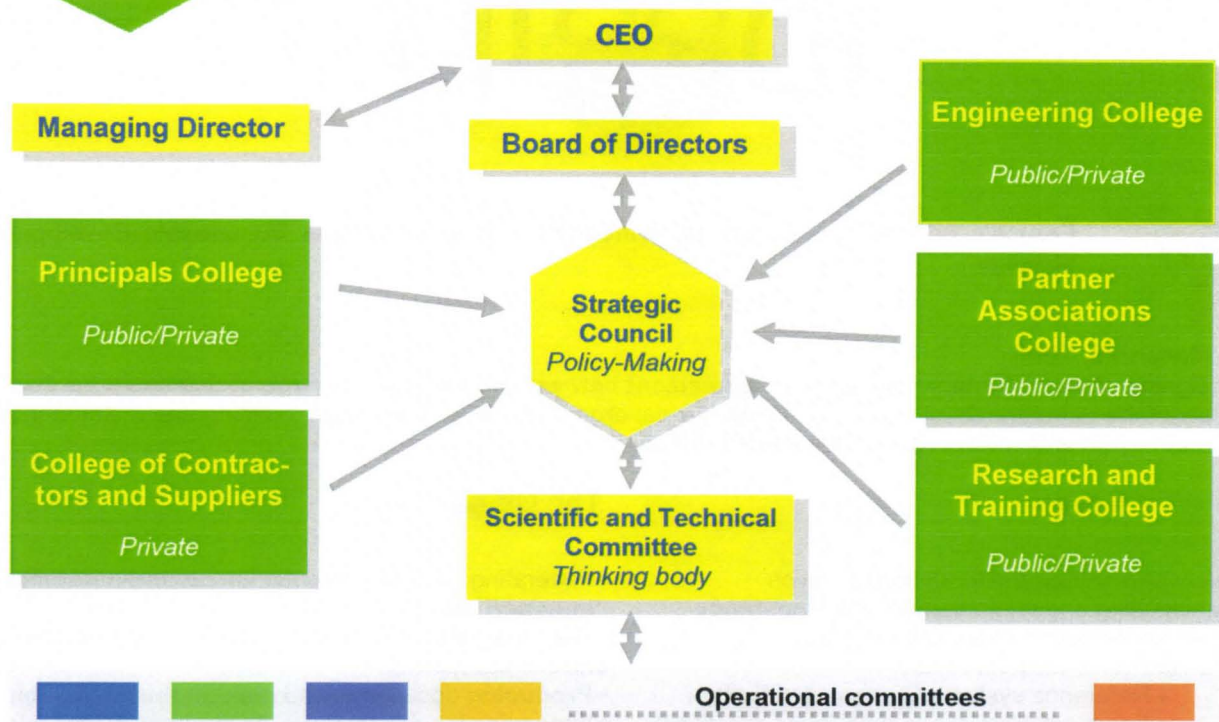 CEO
Managing Director
Board of Directors
Engineering College
Public/Private
Principals College
Public/Private
Strategic
Council
Policy-Making
Partner
Associations
College
Public/Private
College of Contrac-
tors and Suppliers
Private
Scientific and Technical
Committee
Thinking body
Research and
Training College
Public/Private
Operational committees